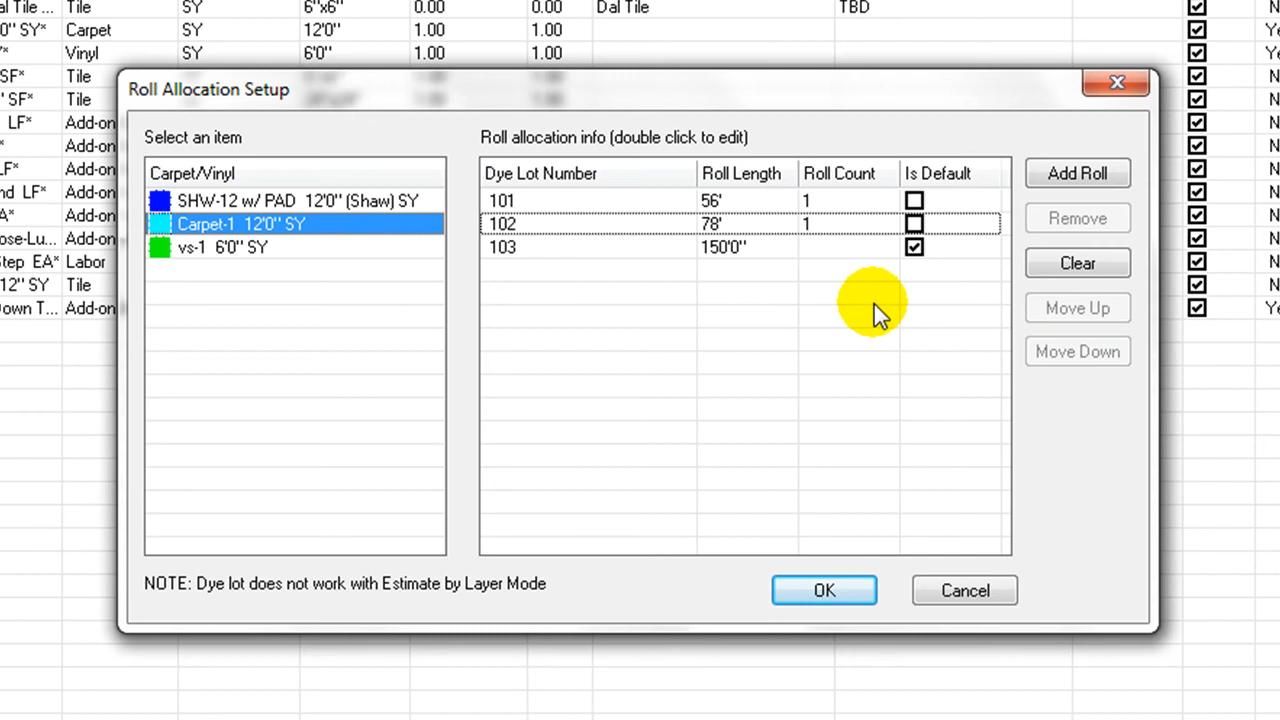 al Tile ... Tile SY 6"x6" 0.00 0.00 Dal Tile TBD
0" SY* Carpet SY 12'0" 1.00 1.00 Ye
/* Vinyl SY 6'0" 1.00 1.00 Ye
SF* Tile N
' SF* Tile N
LF* Add-on N
* Add-on N
LF* Add-on N
nd LF* Add-on N
A* Add-on N
ose-Lu... Add-on N
Step EA* Labor N
12" SY Tile N
Down T... Add-on Ye
Roll Allocation Setup
Select an item
Carpet/Vinyl
SHW-12 w/ PAD 12'0" (Shaw) SY
Carpet-1 12'0" SY
vs-1 6'0" SY
Roll allocation info (double click to edit)
Dye Lot Number Roll Length Roll Count Is Default
101 56' 1
102 78' 1
103 150'0"
Add Roll
Remove
Clear
Move Up
Move Down
NOTE: Dye lot does not work with Estimate by Layer Mode
OK
Cancel